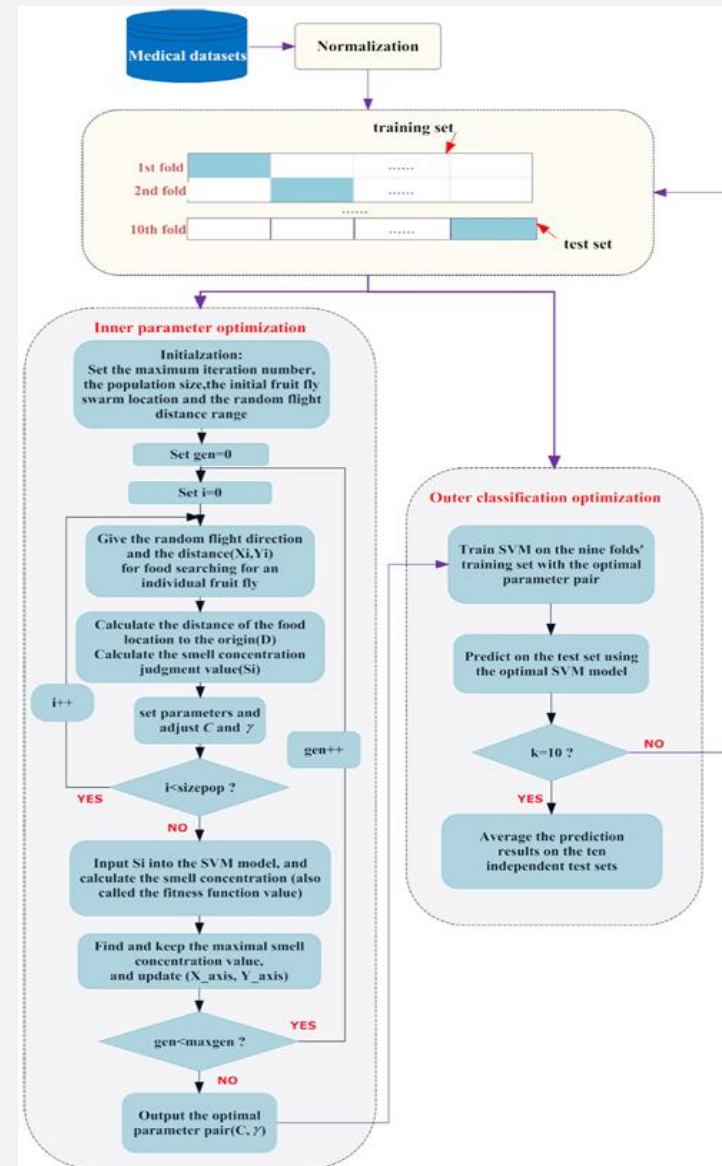 Medical datasets
Normalization
training set
1st fold
......
2nd fold
......
......
10th fold
......
test set
Inner parameter optimization
Initialzation:
Set the maximum iteration number,
the population size,the initial fruit fly
swarm location and the random flight
distance range
Set gen=0
Set i=0
Give the random flight direction
and the distance(Xi,Yi)
for food searching for an
individual fruit fly
Calculate the distance of the food
location to the origin(D)
Calculate the smell concentration
judgment value(Si)
i++
set parameters and
adjust C and γ
gen++
i<sizepop ?
YES
NO
Input Si into the SVM model, and
calculate the smell concentration (also
called the fitness function value)
Find and keep the maximal smell
concentration value,
and update (X_axis, Y_axis)
YES
gen<maxgen ?
NO
Output the optimal
parameter pair(C, γ)
Outer classification optimization
Train SVM on the nine folds'
training set with the optimal
parameter pair
Predict on the test set using
the optimal SVM model
k=10 ?
NO
YES
Average the prediction
results on the ten
independent test sets